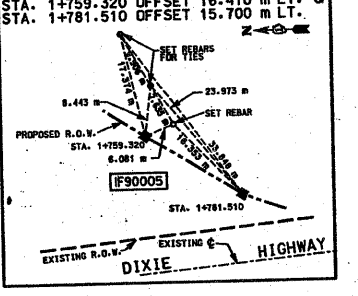 STA. 1+759.320 OFFSET 16.410 m LT. &
STA. 1+781.510 OFFSET 15.700 m LT.
SET REBARS
FOR TIES
N
8.443 m
23.973 m
SET REBAR
PROPOSED R.O.W.
STA. 1+759.320
6.081 m
IF90005
STA. 1+781.510
EXISTING R.O.W.
EXISTING ℄
DIXIE HIGHWAY